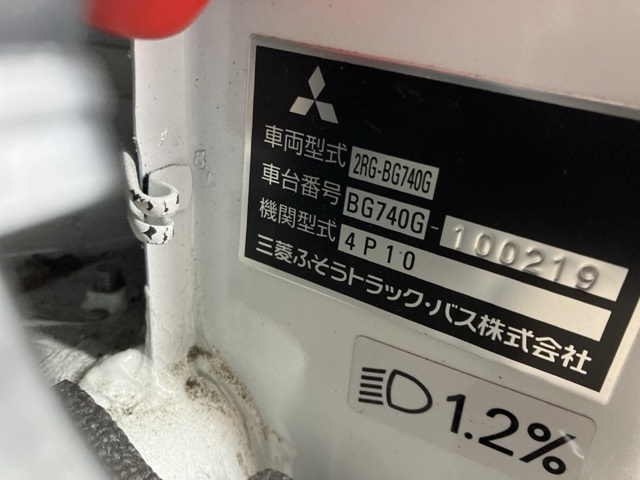 車両型式 2RG-BG740G
車台番号 BG740G-100219
機関型式 4P10
三菱ふそうトラック・バス株式会社
1.2%